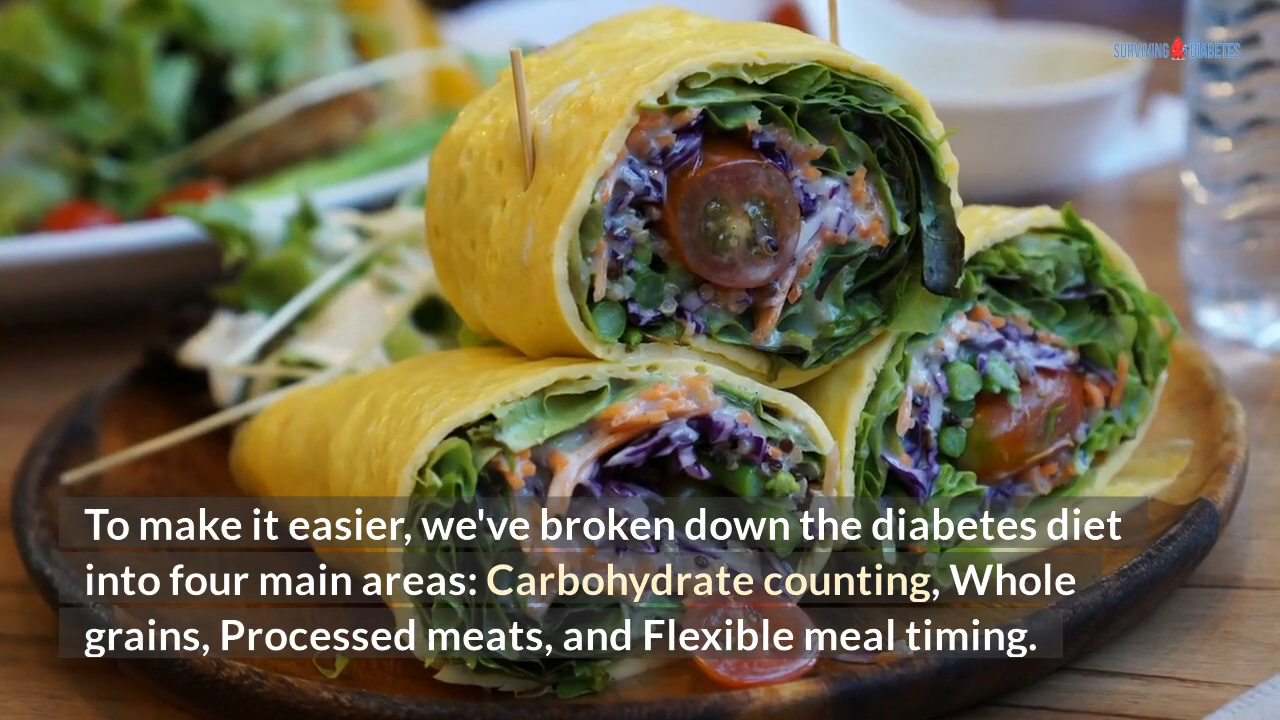 SURVIVING DIABETES
To make it easier, we've broken down the diabetes diet
into four main areas: Carbohydrate counting, Whole
grains, Processed meats, and Flexible meal timing.